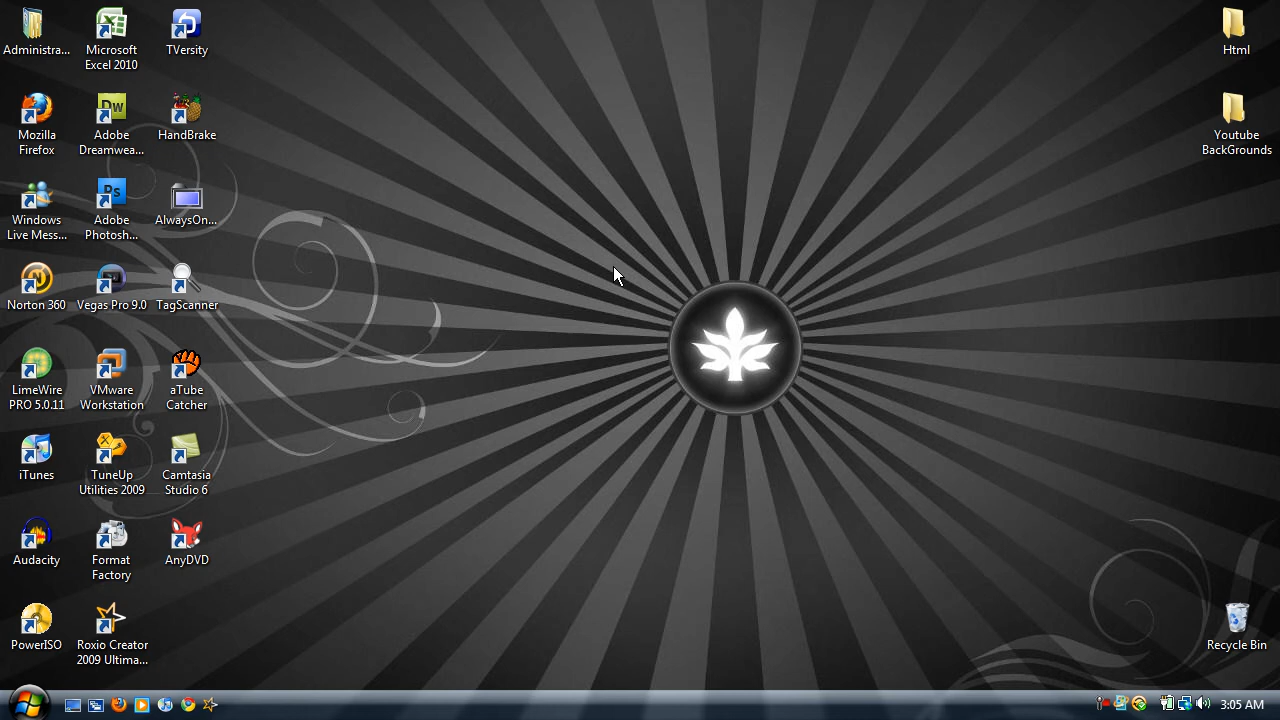 Administra...
Microsoft
Excel 2010
TVersity
Mozilla
Firefox
Dw
Adobe
Dreamwea...
HandBrake
Windows
Live Mess...
Ps
Adobe
Photosh...
AlwaysOn...
Norton 360
Vegas Pro 9.0
TagScanner
LimeWire
PRO 5.0.11
VMware
Workstation
aTube
Catcher
iTunes
TuneUp
Utilities 2009
Camtasia
Studio 6
Audacity
Format
Factory
AnyDVD
PowerISO
Roxio Creator
2009 Ultima...
Html
Youtube
BackGrounds
Recycle Bin
3:05 AM